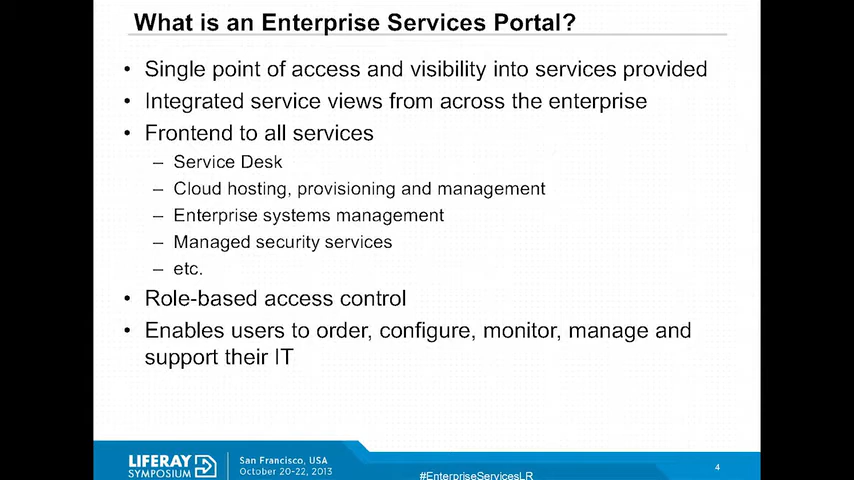 What is an Enterprise Services Portal?
• Single point of access and visibility into services provided
• Integrated service views from across the enterprise
• Frontend to all services
– Service Desk
– Cloud hosting, provisioning and management
– Enterprise systems management
– Managed security services
– etc.
• Role-based access control
• Enables users to order, configure, monitor, manage and
support their IT
LIFERAY
SYMPOSIUM
San Francisco, USA
October 20-22, 2013
#EnterpriseServicesLR
4